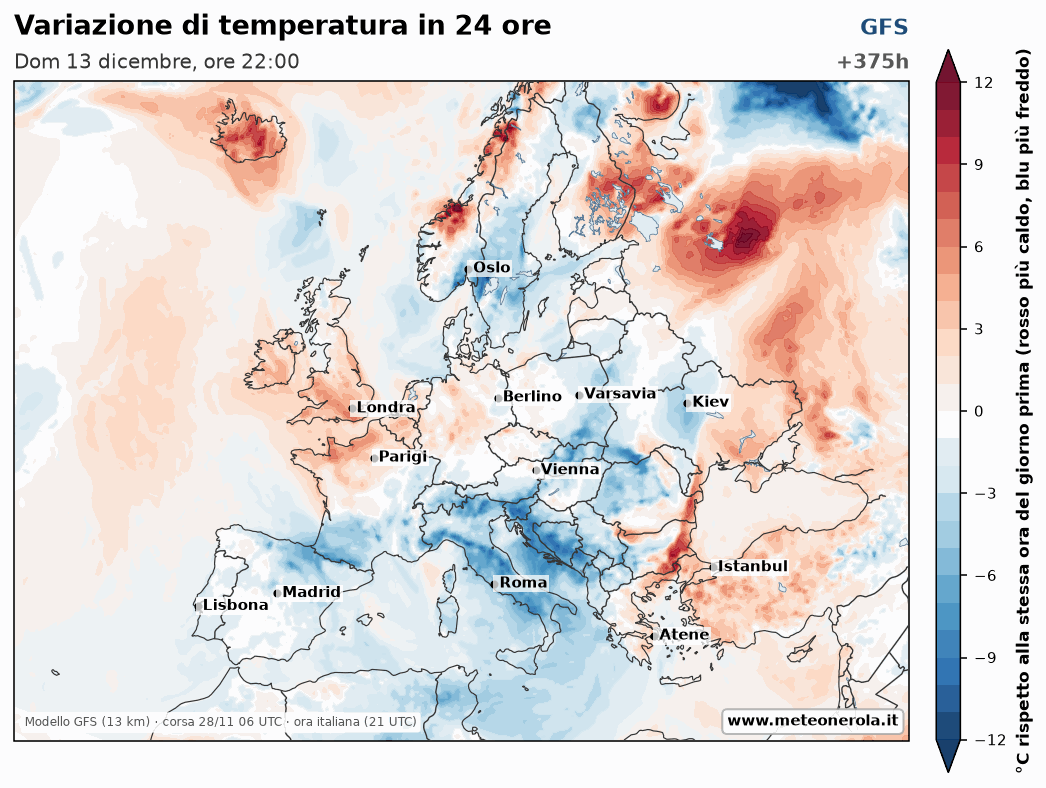 Variazione di temperatura in 24 ore
GFS
Dom 13 dicembre, ore 22:00
+375h
Oslo
Londra
Berlino
Varsavia
Kiev
Parigi
Vienna
Roma
Istanbul
Madrid
Lisbona
Atene
Modello GFS (13 km) · corsa 28/11 06 UTC · ora italiana (21 UTC)
www.meteonerola.it
12
9
6
3
0
−3
−6
−9
−12
°C rispetto alla stessa ora del giorno prima (rosso più caldo, blu più freddo)